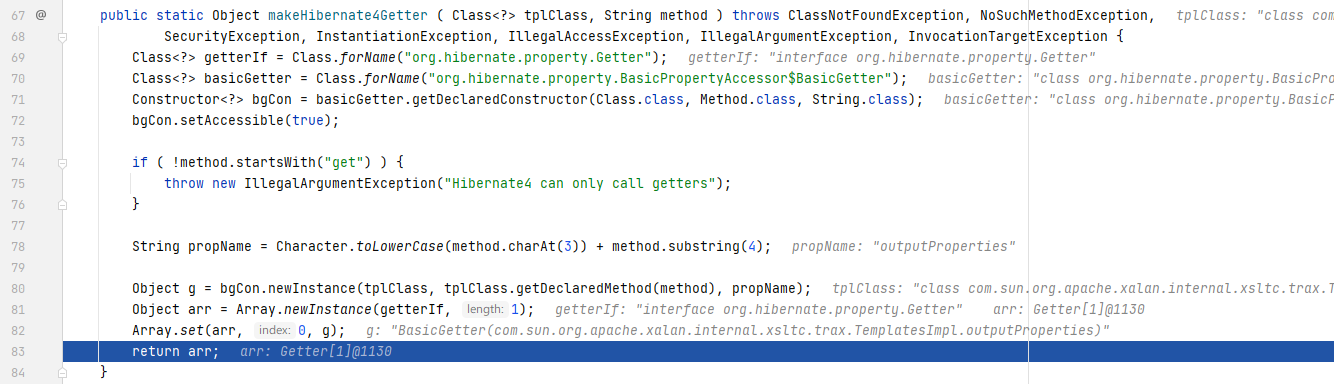 67 @ public static Object makeHibernate4Getter ( Class<?> tplClass, String method ) throws ClassNotFoundException, NoSuchMethodException, tplClass: "class com
68 SecurityException, InstantiationException, IllegalAccessException, IllegalArgumentException, InvocationTargetException {
69 Class<?> getterIf = Class.forName("org.hibernate.property.Getter"); getterIf: "interface org.hibernate.property.Getter"
70 Class<?> basicGetter = Class.forName("org.hibernate.property.BasicPropertyAccessor$BasicGetter"); basicGetter: "class org.hibernate.property.BasicPro
71 Constructor<?> bgCon = basicGetter.getDeclaredConstructor(Class.class, Method.class, String.class); basicGetter: "class org.hibernate.property.BasicP
72 bgCon.setAccessible(true);
73
74 if ( !method.startsWith("get") ) {
75 throw new IllegalArgumentException("Hibernate4 can only call getters");
76 }
77
78 String propName = Character.toLowerCase(method.charAt(3)) + method.substring(4); propName: "outputProperties"
79
80 Object g = bgCon.newInstance(tplClass, tplClass.getDeclaredMethod(method), propName); tplClass: "class com.sun.org.apache.xalan.internal.xsltc.trax.T
81 Object arr = Array.newInstance(getterIf, length: 1); getterIf: "interface org.hibernate.property.Getter" arr: Getter[1]@1130
82 Array.set(arr, index: 0, g); g: "BasicGetter(com.sun.org.apache.xalan.internal.xsltc.trax.TemplatesImpl.outputProperties)"
83 return arr; arr: Getter[1]@1130
84 }